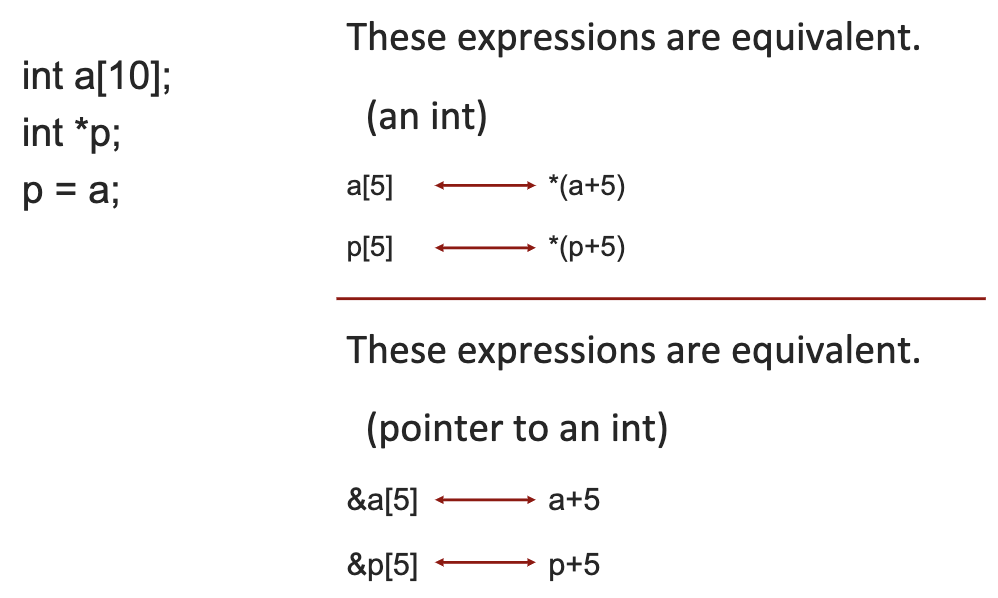 int a[10];
int *p;
p = a;
These expressions are equivalent.
(an int)
a[5] *(a+5)
p[5] *(p+5)
These expressions are equivalent.
(pointer to an int)
&a[5] a+5
&p[5] p+5